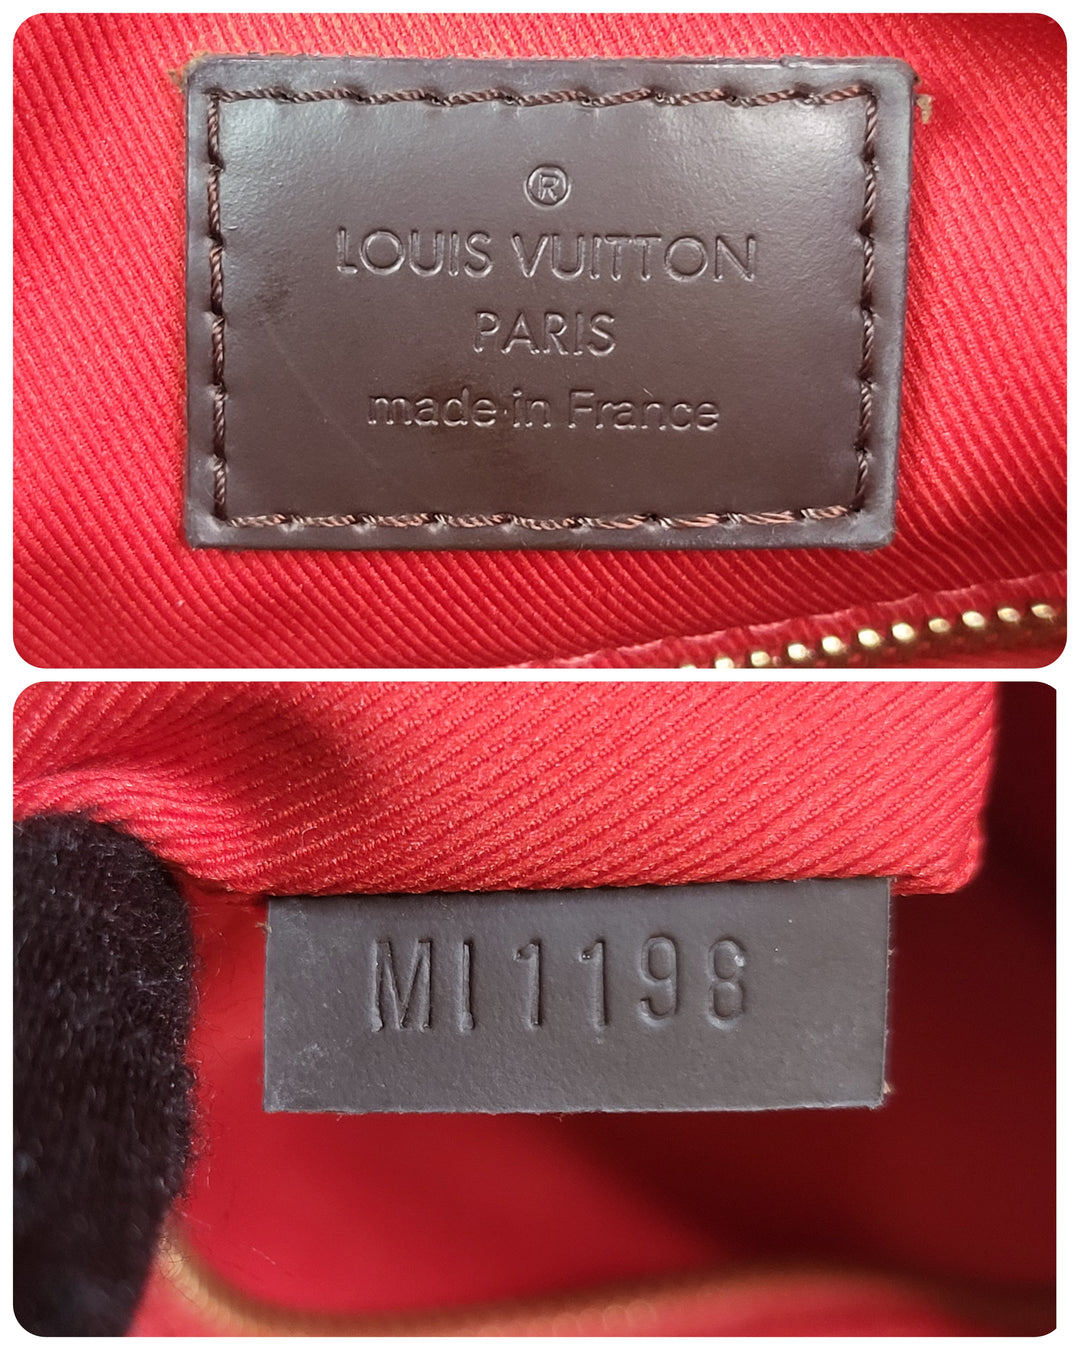 ®
LOUIS VUITTON
PARIS
made in France
MI1198